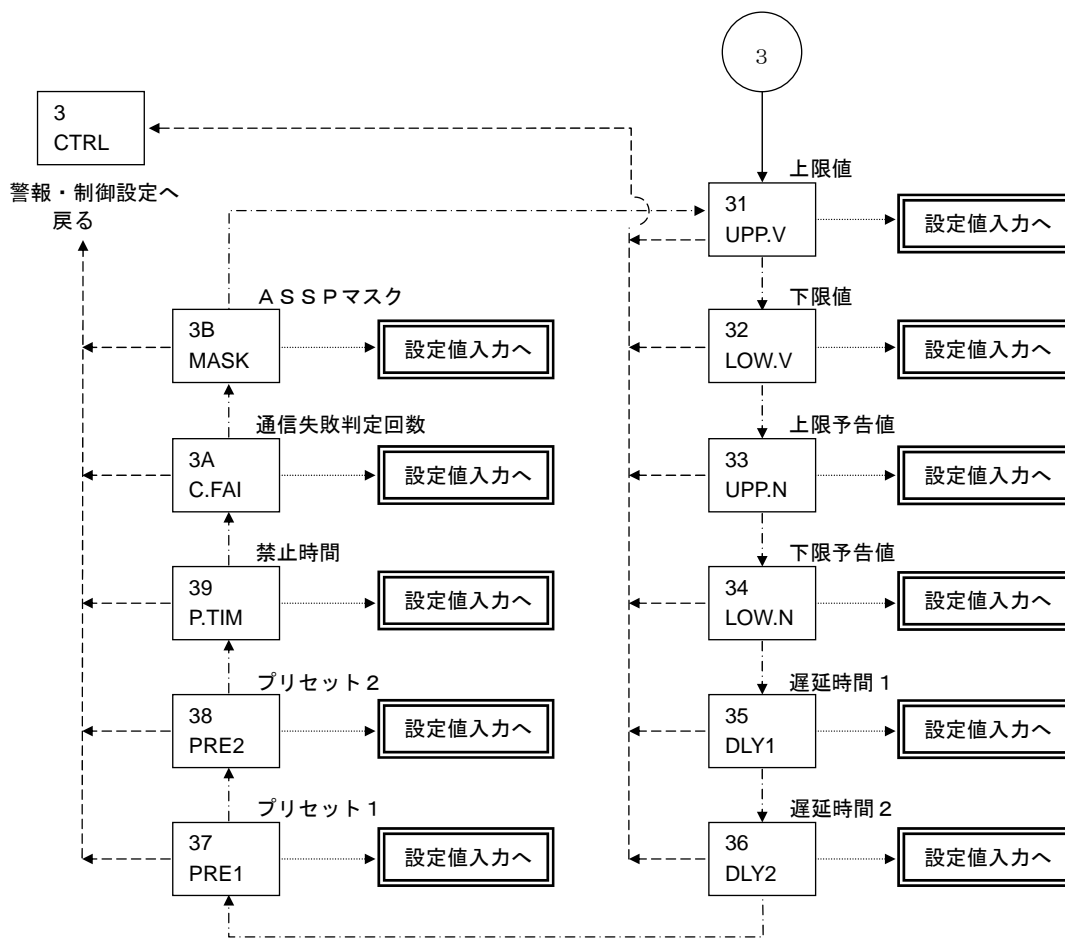 ３
3
CTRL
警報・制御設定へ
戻る
上限値
31
UPP.V
設定値入力へ
ＡＳＳＰマスク
3B
MASK
設定値入力へ
下限値
32
LOW.V
設定値入力へ
通信失敗判定回数
3A
C.FAI
設定値入力へ
上限予告値
33
UPP.N
設定値入力へ
禁止時間
39
P.TIM
設定値入力へ
下限予告値
34
LOW.N
設定値入力へ
プリセット２
38
PRE2
設定値入力へ
遅延時間１
35
DLY1
設定値入力へ
プリセット１
37
PRE1
設定値入力へ
遅延時間２
36
DLY2
設定値入力へ